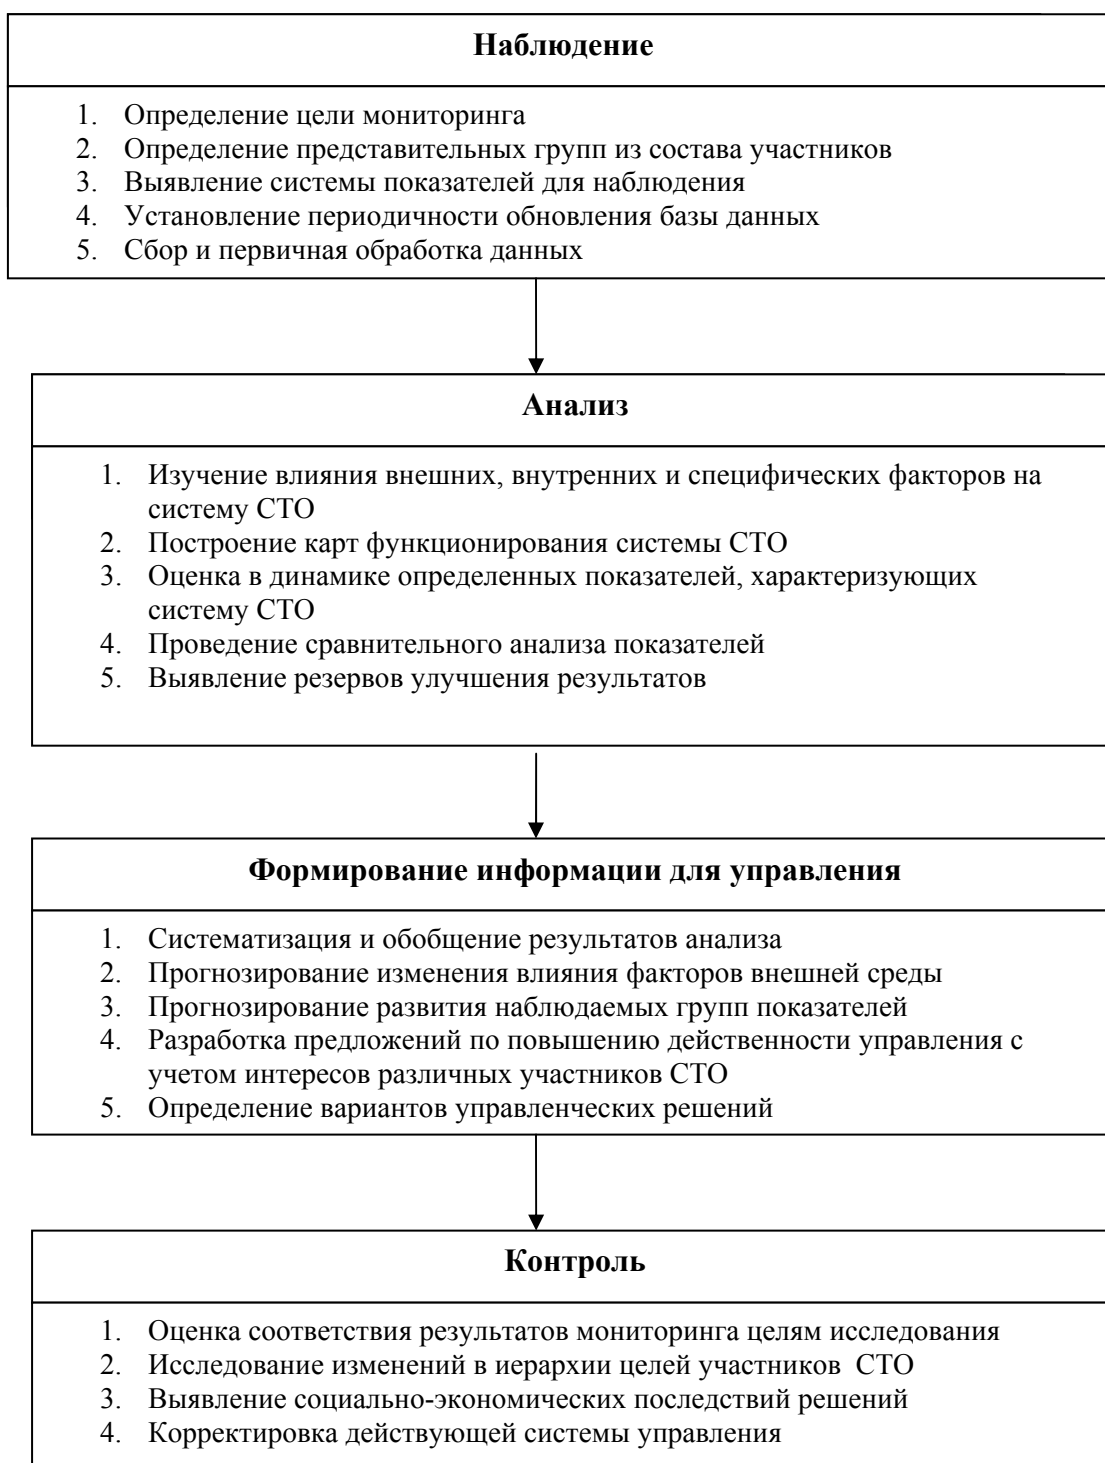 Наблюдение
1. Определение цели мониторинга
2. Определение представительных групп из состава участников
3. Выявление системы показателей для наблюдения
4. Установление периодичности обновления базы данных
5. Сбор и первичная обработка данных
Анализ
1. Изучение влияния внешних, внутренних и специфических факторов на
систему СТО
2. Построение карт функционирования системы СТО
3. Оценка в динамике определенных показателей, характеризующих
систему СТО
4. Проведение сравнительного анализа показателей
5. Выявление резервов улучшения результатов
Формирование информации для управления
1. Систематизация и обобщение результатов анализа
2. Прогнозирование изменения влияния факторов внешней среды
3. Прогнозирование развития наблюдаемых групп показателей
4. Разработка предложений по повышению действенности управления с
учетом интересов различных участников СТО
5. Определение вариантов управленческих решений
Контроль
1. Оценка соответствия результатов мониторинга целям исследования
2. Исследование изменений в иерархии целей участников СТО
3. Выявление социально-экономических последствий решений
4. Корректировка действующей системы управления